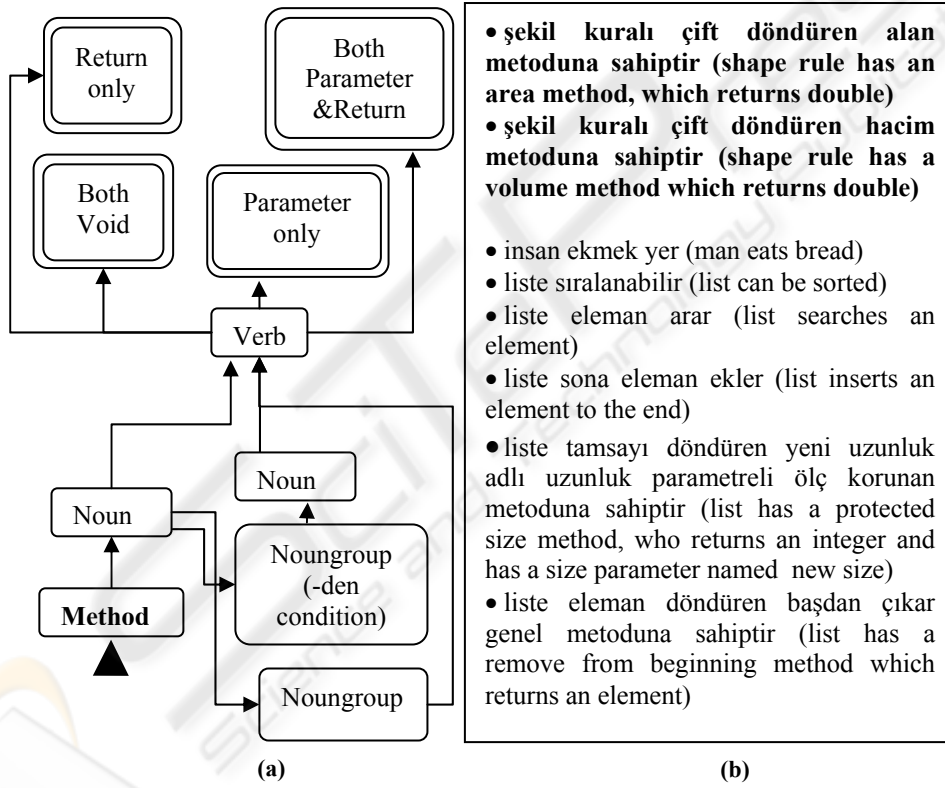 Return
only
Both
Parameter
&Return
Both
Void
Parameter
only
Verb
Noun
Noun
Noungroup
(-den
condition)
Method
Noungroup
(a)
• şekil kuralı çift döndüren alan
metoduna sahiptir (shape rule has an
area method, which returns double)
• şekil kuralı çift döndüren hacim
metoduna sahiptir (shape rule has a
volume method which returns double)
• insan ekmek yer (man eats bread)
• liste sıralanabilir (list can be sorted)
• liste eleman arar (list searches an
element)
• liste sona eleman ekler (list inserts an
element to the end)
• liste tamsayı döndüren yeni uzunluk
adlı uzunluk parametreli ölç korunan
metoduna sahiptir (list has a protected
size method, who returns an integer and
has a size parameter named new size)
• liste eleman döndüren başdan çıkar
genel metoduna sahiptir (list has a
remove from beginning method which
returns an element)
(b)